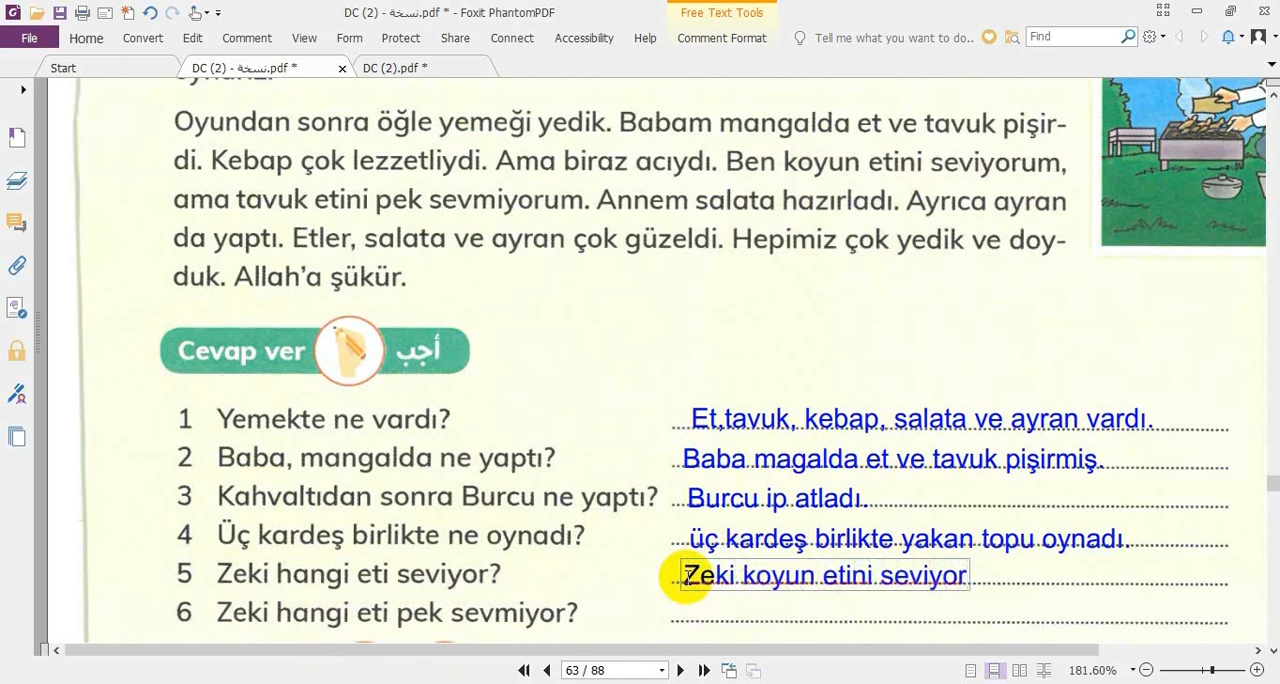 DC (2) - نسخة.pdf * - Foxit PhantomPDF
Free Text Tools
File Home Convert Edit Comment View Form Protect Share Connect Accessibility Help Comment Format Tell me what you want to do.. Find
Start DC (2) - نسخة.pdf * DC (2).pdf *
Oyundan sonra öğle yemeği yedik. Babam mangalda et ve tavuk pişir-
di. Kebap çok lezzetliydi. Ama biraz acıydı. Ben koyun etini seviyorum,
ama tavuk etini pek sevmiyorum. Annem salata hazırladı. Ayrıca ayran
da yaptı. Etler, salata ve ayran çok güzeldi. Hepimiz çok yedik ve doy-
duk. Allah'a şükür.
Cevap ver أجب
1 Yemekte ne vardı? Et,tavuk, kebap, salata ve ayran vardı.
2 Baba, mangalda ne yaptı? Baba magalda et ve tavuk pişirmiş.
3 Kahvaltıdan sonra Burcu ne yaptı? Burcu ip atladı.
4 Üç kardeş birlikte ne oynadı? üç kardeş birlikte yakan topu oynadı.
5 Zeki hangi eti seviyor? Zeki koyun etini seviyor
6 Zeki hangi eti pek sevmiyor?
63 / 88 181.60%